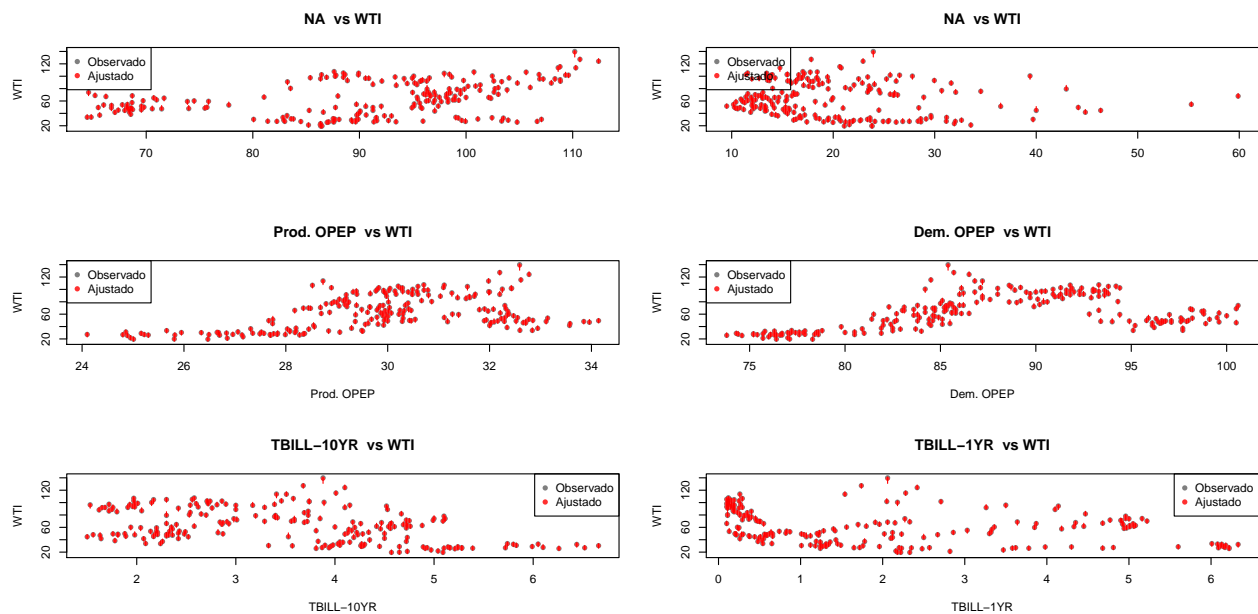 NA vs WTI
WTI
20 60 120
Observado
Ajustado
70 80 90 100 110
NA vs WTI
WTI
20 60 120
Observado
Ajustado
10 20 30 40 50 60
Prod. OPEP vs WTI
WTI
20 60 120
Observado
Ajustado
24 26 28 30 32 34
Prod. OPEP
Dem. OPEP vs WTI
WTI
20 60 120
Observado
Ajustado
75 80 85 90 95 100
Dem. OPEP
TBILL−10YR vs WTI
WTI
20 60 120
Observado
Ajustado
2 3 4 5 6
TBILL−10YR
TBILL−1YR vs WTI
WTI
20 60 120
Observado
Ajustado
0 1 2 3 4 5 6
TBILL−1YR